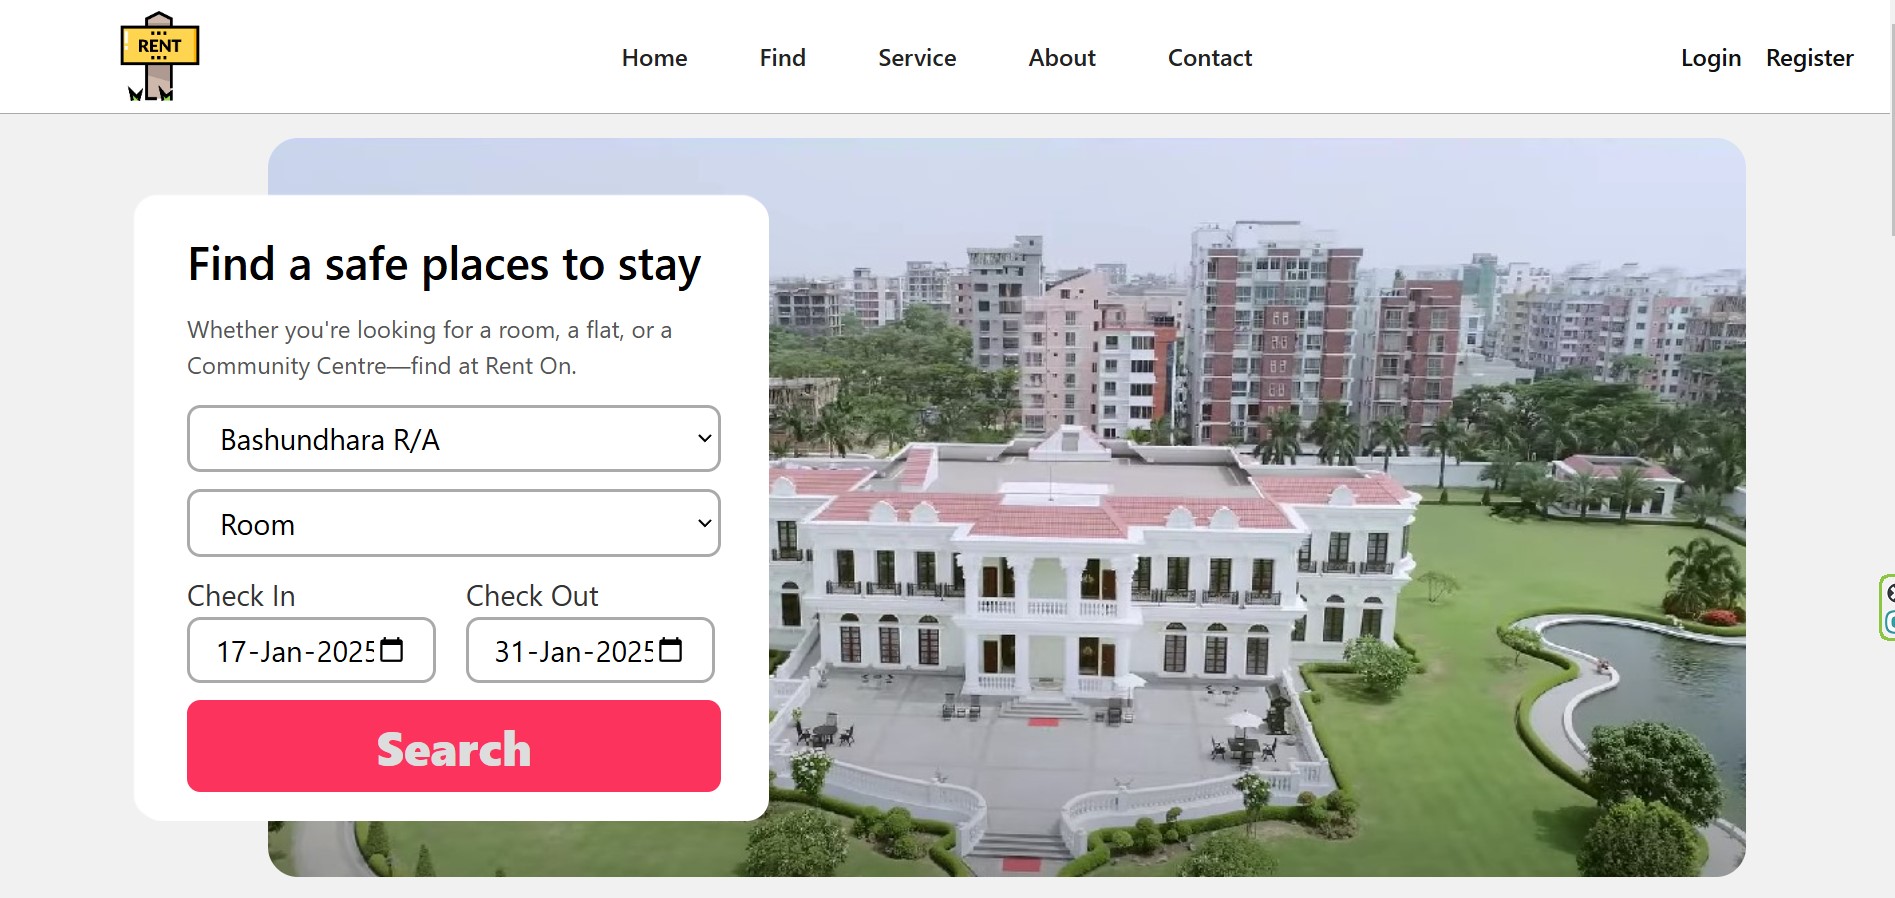 RENT
Home Find Service About Contact
Login Register
Find a safe places to stay
Whether you're looking for a room, a flat, or a
Community Centre—find at Rent On.
Bashundhara R/A
Room
Check In Check Out
17-Jan-2025 31-Jan-2025
Search